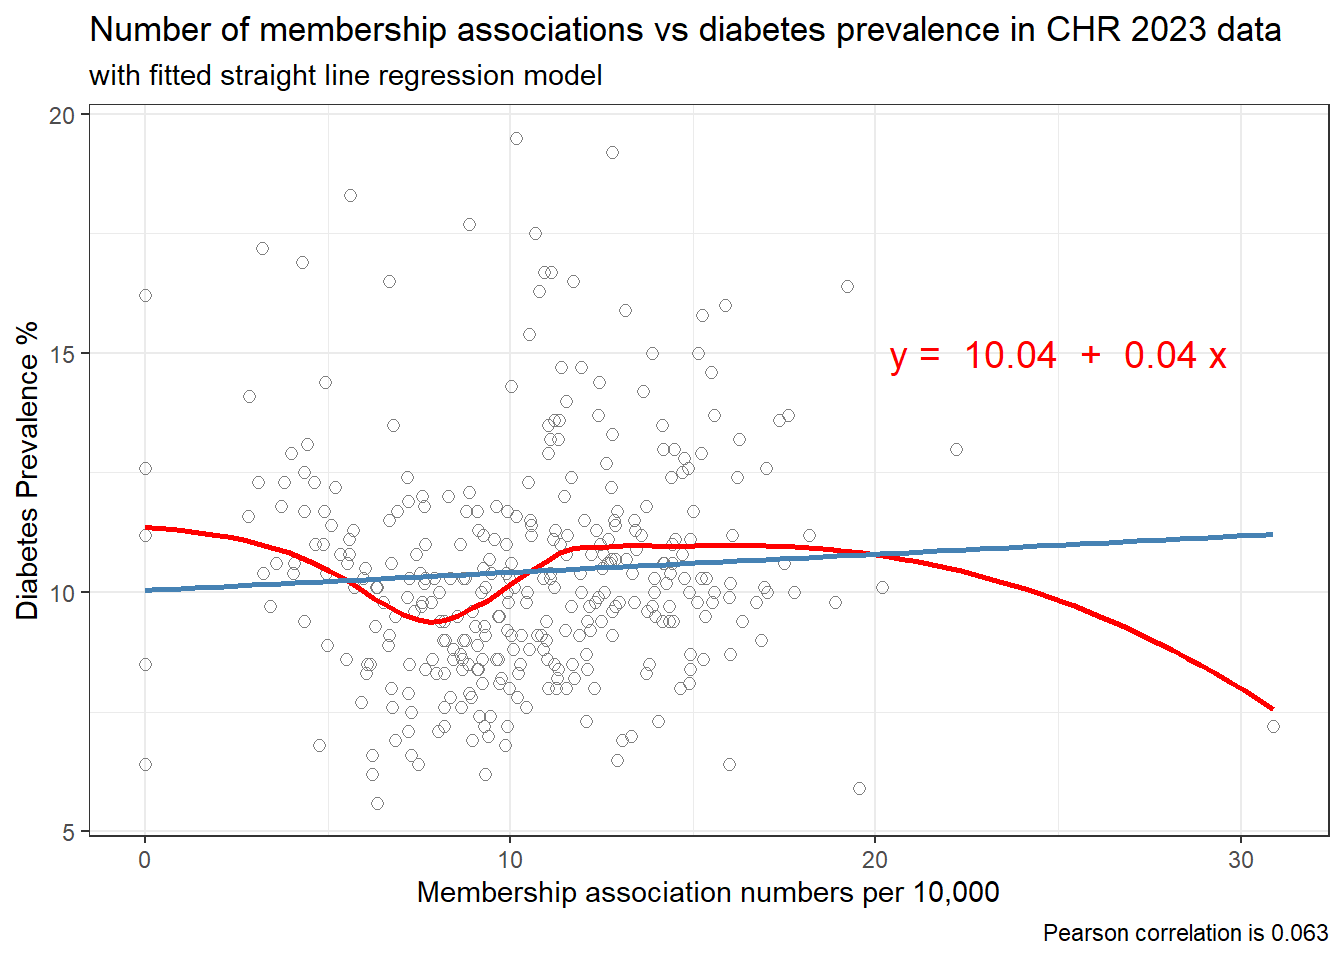 Number of membership associations vs diabetes prevalence in CHR 2023 data
with fitted straight line regression model
20
15
10
5
Diabetes Prevalence %
y = 10.04 + 0.04 x
0 10 20 30
Membership association numbers per 10,000
Pearson correlation is 0.063